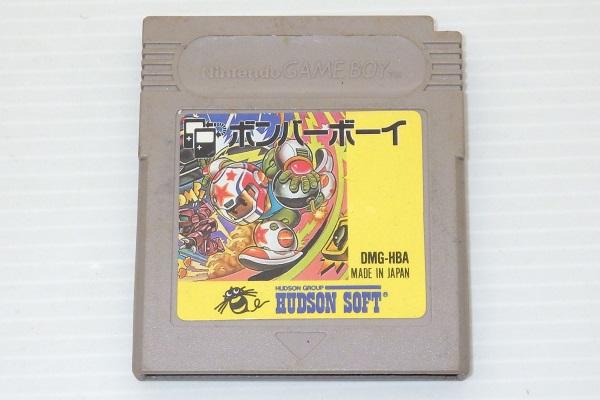 Nintendo GAME BOY TM
ボンバーボーイ
DMG-HBA
MADE IN JAPAN
HUDSON GROUP
HUDSON SOFT®